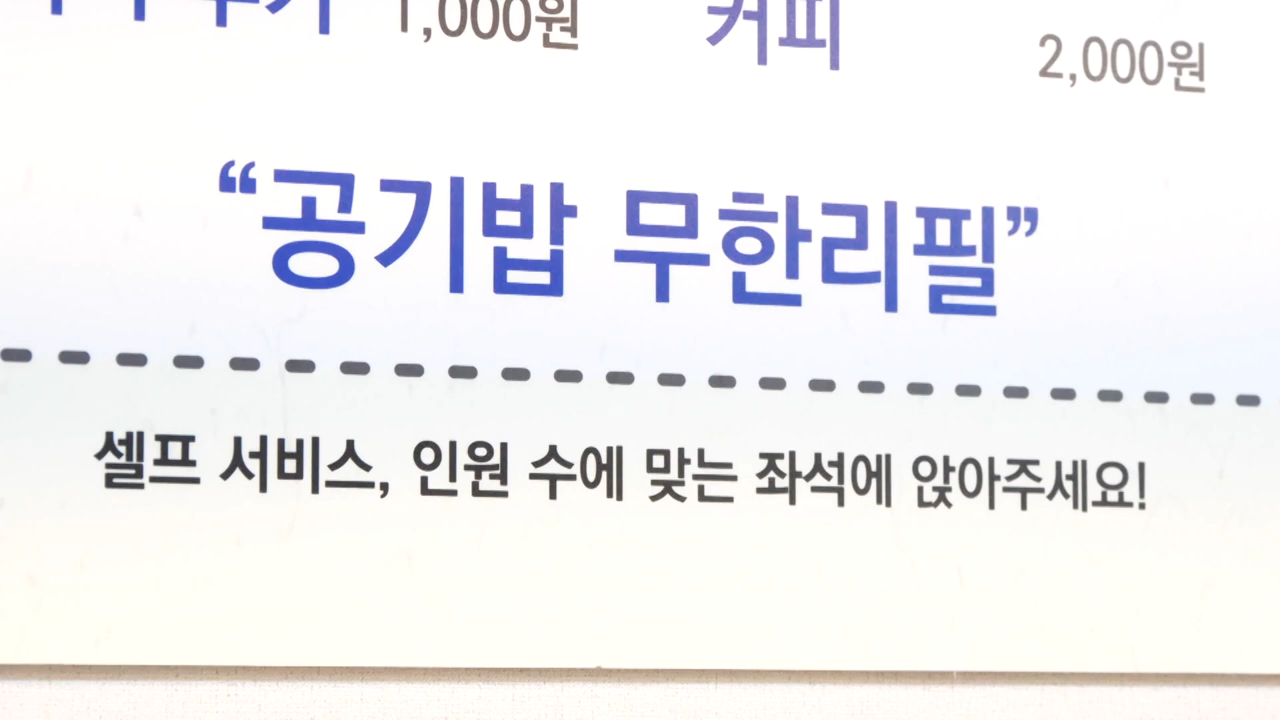 추가 1,000원 커피 2,000원
“공기밥 무한리필”
셀프 서비스, 인원 수에 맞는 좌석에 앉아주세요!